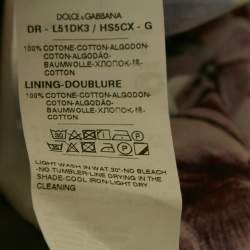 DOLCE & GABBANA
DR - L51DK3 / HS5CX - G
100% COTONE-COTTON-ALGODON-
COTON-ALGODÃO-
BAUMWOLLE-ХЛОПОК-棉-
COTTON
LINING-DOUBLURE
100% COTONE-COTTON-ALGODON-
COTON-ALGODÃO-
BAUMWOLLE-ХЛОПОК-棉-
COTTON
LIGHT WASH IN WAT 30°-NO BLEACH
-NO TUMBLER-LINE DRYING IN THE
SHADE-COOL IRON-LIGHT DRY
CLEANING